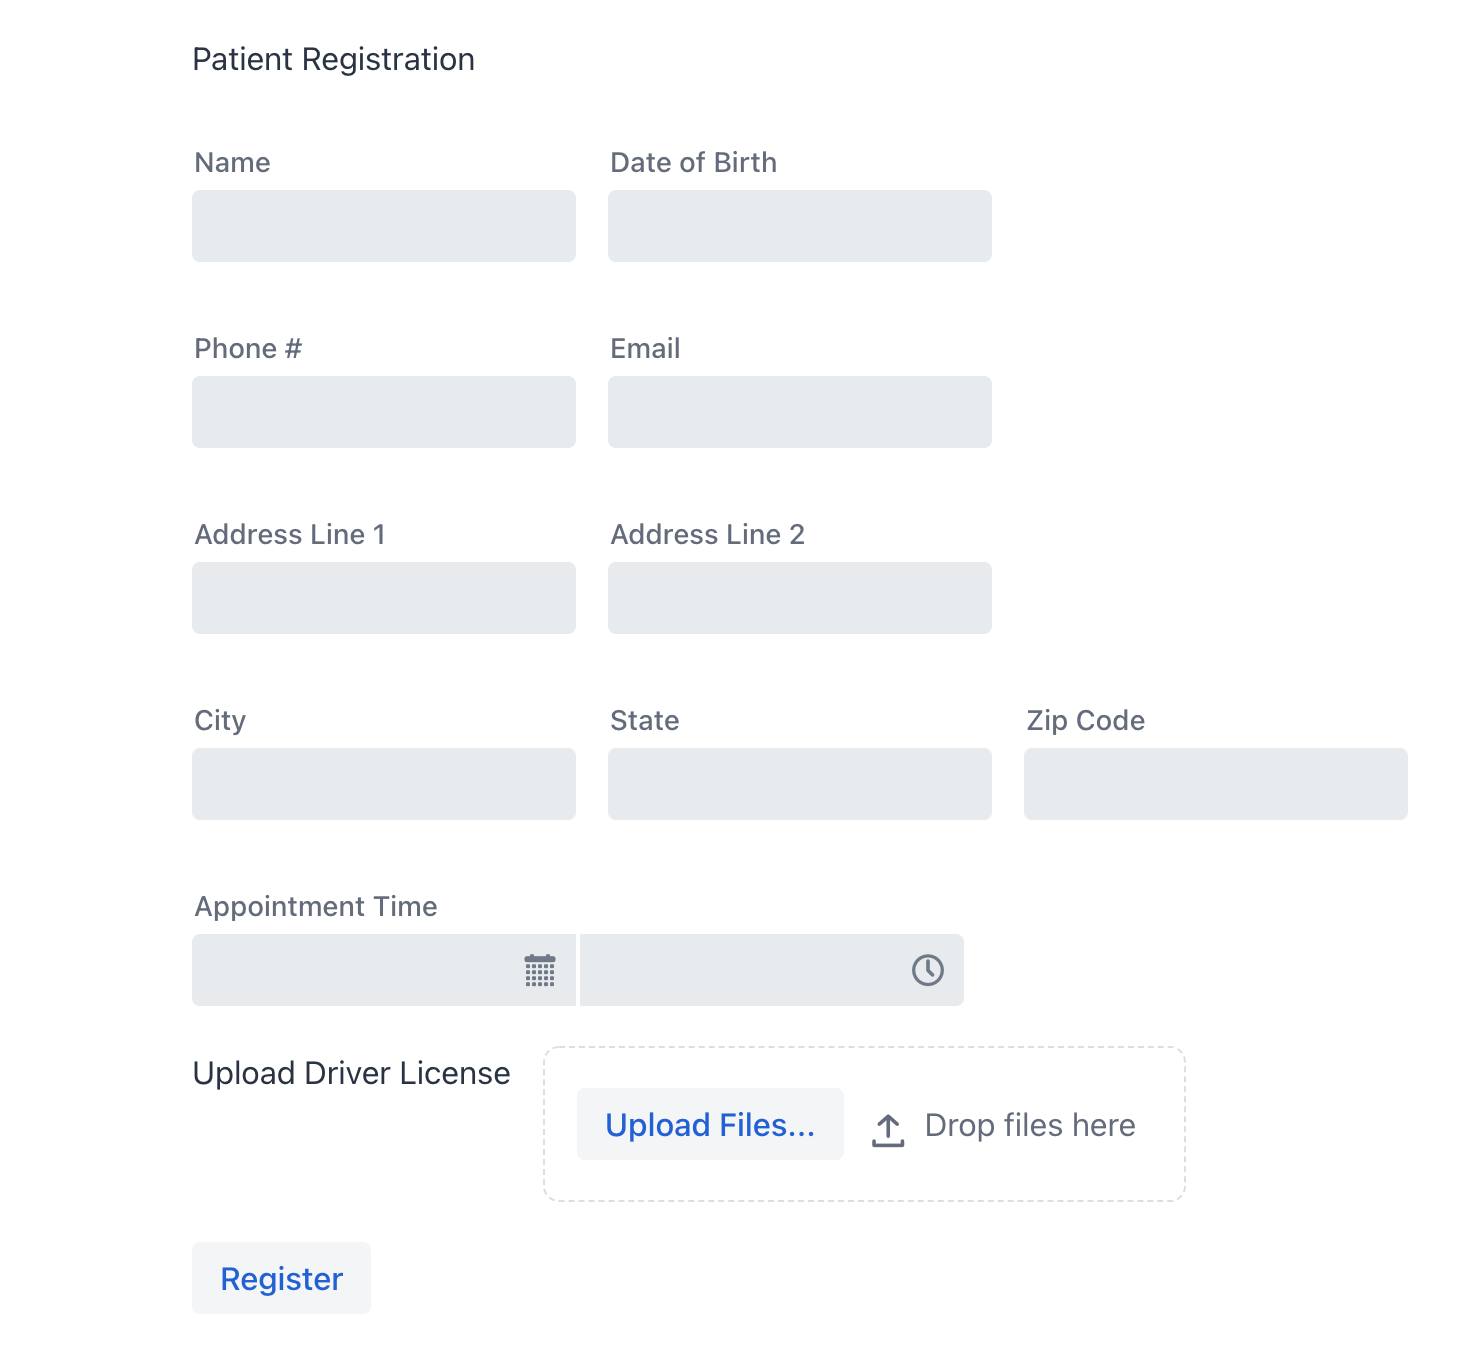 Patient Registration
Name Date of Birth
Phone # Email
Address Line 1 Address Line 2
City State Zip Code
Appointment Time
Upload Driver License
Upload Files... Drop files here
Register